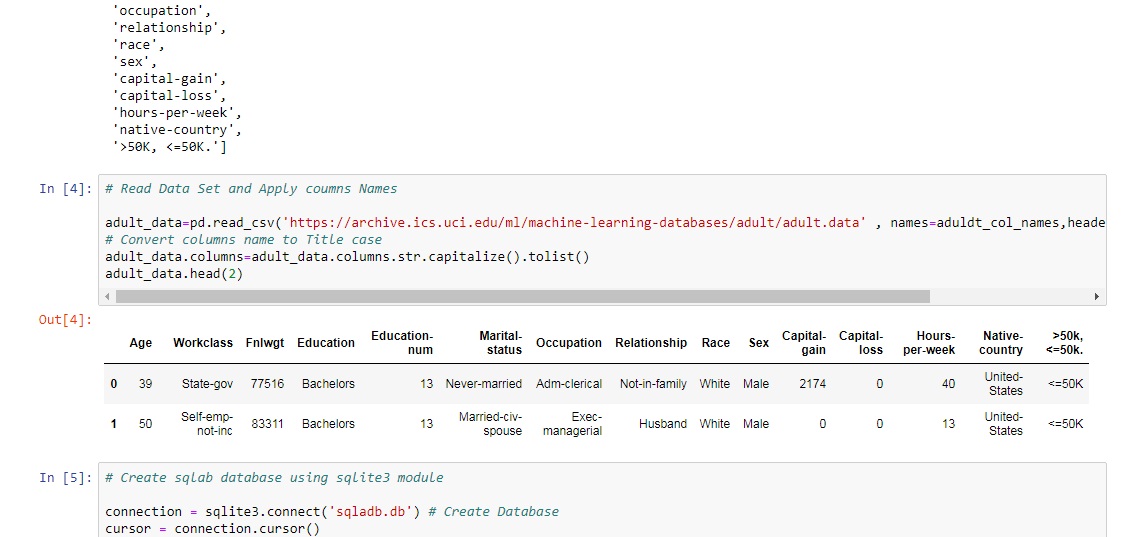 'occupation',
'relationship',
'race',
'sex',
'capital-gain',
'capital-loss',
'hours-per-week',
'native-country',
'>50K, <=50K.']
In [4]: # Read Data Set and Apply coumns Names
adult_data=pd.read_csv('https://archive.ics.uci.edu/ml/machine-learning-databases/adult/adult.data' , names=aduldt_col_names,heade
# Convert columns name to Title case
adult_data.columns=adult_data.columns.str.capitalize().tolist()
adult_data.head(2)
Out[4]:
Age Workclass Fnlwgt Education Education-num Marital-status Occupation Relationship Race Sex Capital-gain Capital-loss Hours-per-week Native-country >50k, <=50k.
0 39 State-gov 77516 Bachelors 13 Never-married Adm-clerical Not-in-family White Male 2174 0 40 United-States <=50K
1 50 Self-emp-not-inc 83311 Bachelors 13 Married-civ-spouse Exec-managerial Husband White Male 0 0 13 United-States <=50K
In [5]: # Create sqlab database using sqlite3 module
connection = sqlite3.connect('sqladb.db') # Create Database
cursor = connection.cursor()